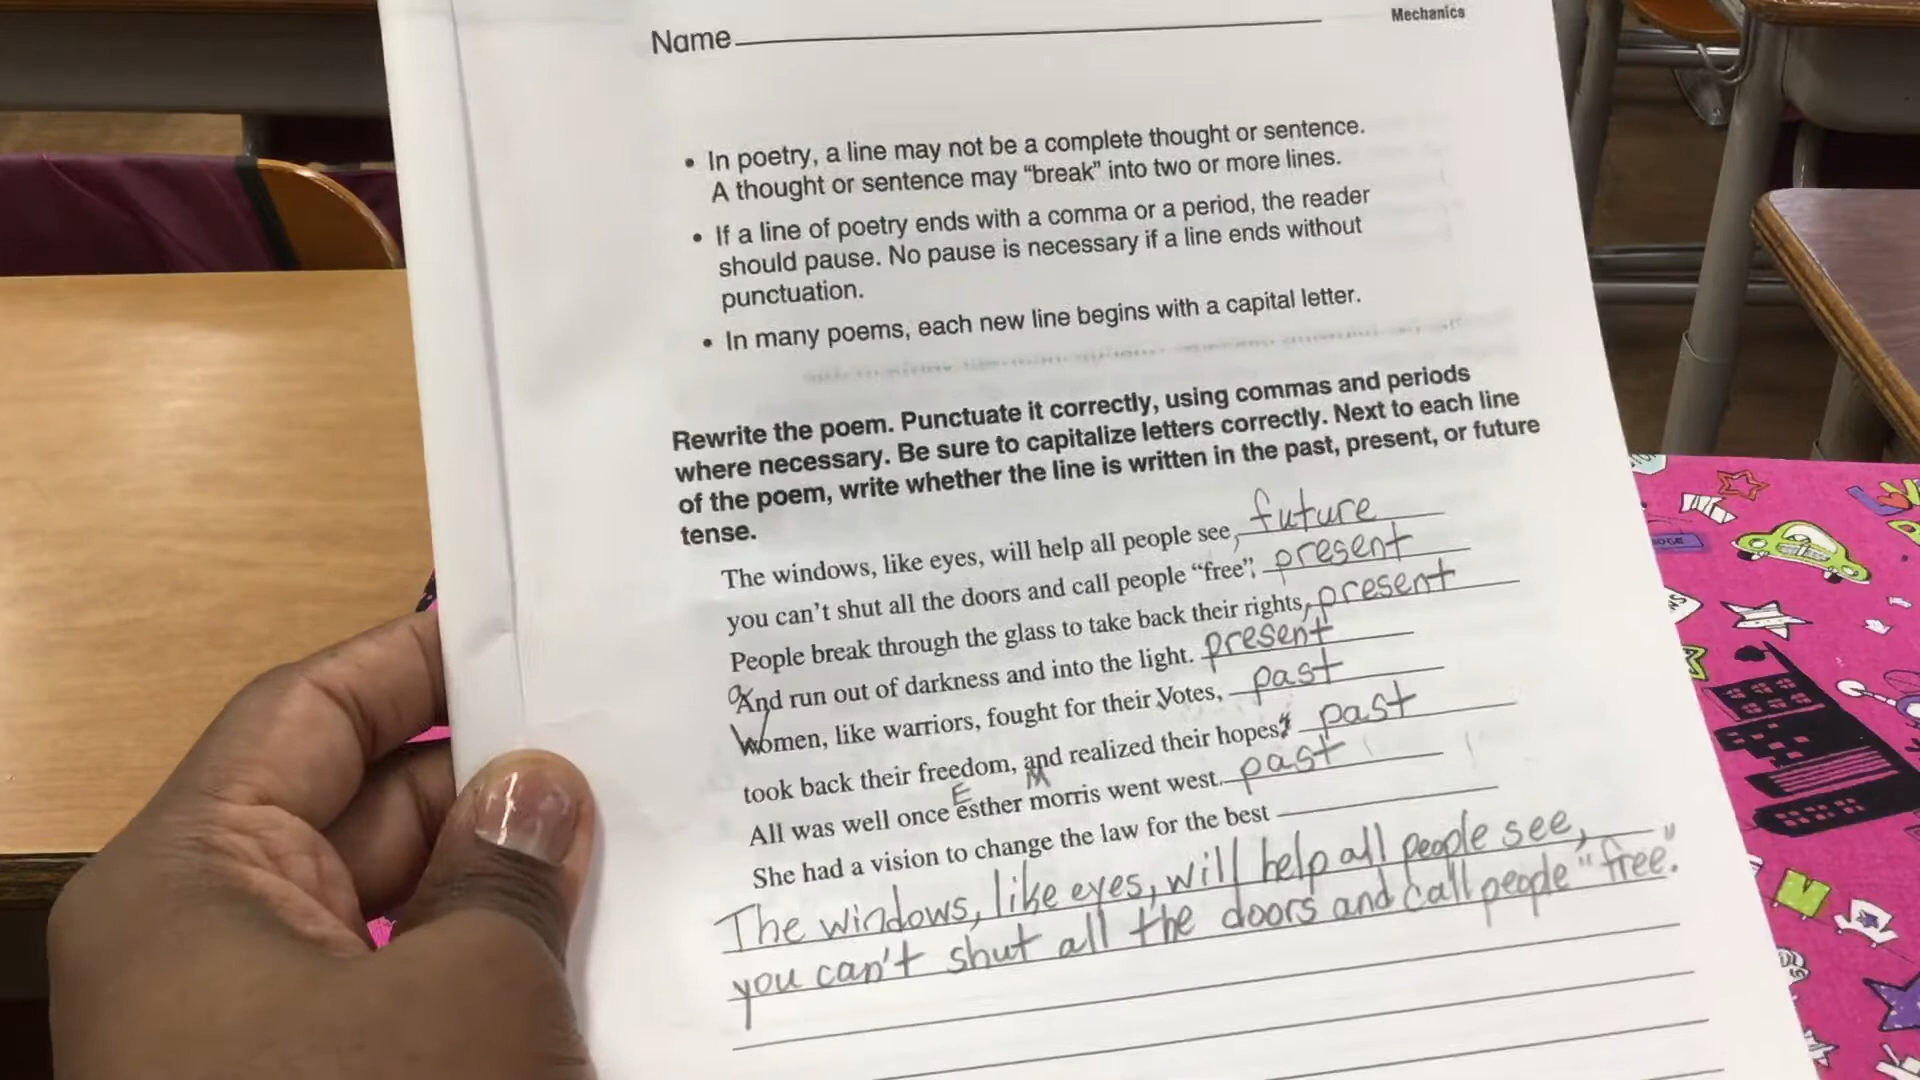 Name
Mechanics
• In poetry, a line may not be a complete thought or sentence.
A thought or sentence may “break” into two or more lines.
• If a line of poetry ends with a comma or a period, the reader
should pause. No pause is necessary if a line ends without
punctuation.
• In many poems, each new line begins with a capital letter.
Rewrite the poem. Punctuate it correctly, using commas and periods
where necessary. Be sure to capitalize letters correctly. Next to each line
of the poem, write whether the line is written in the past, present, or future
tense.
The windows, like eyes, will help all people see, future
you can’t shut all the doors and call people “free”. present
People break through the glass to take back their rights, present
And run out of darkness and into the light. present
Women, like warriors, fought for their Votes, past
took back their freedom, and realized their hopes. past
All was well once Esther Morris went west. past
She had a vision to change the law for the best
The windows, like eyes, will help all people see,
you can't shut all the doors and call people "free."